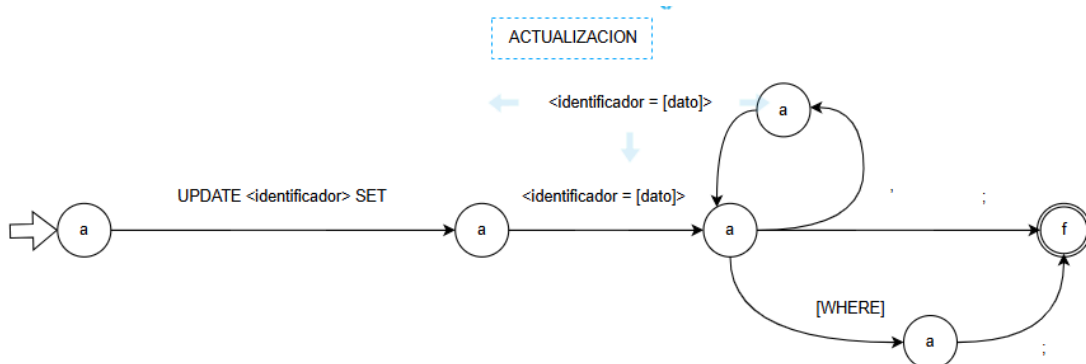 ACTUALIZACION
<identificador = [dato]>
a
UPDATE <identificador> SET
<identificador = [dato]>
,
;
a
a
a
f
[WHERE]
a
;